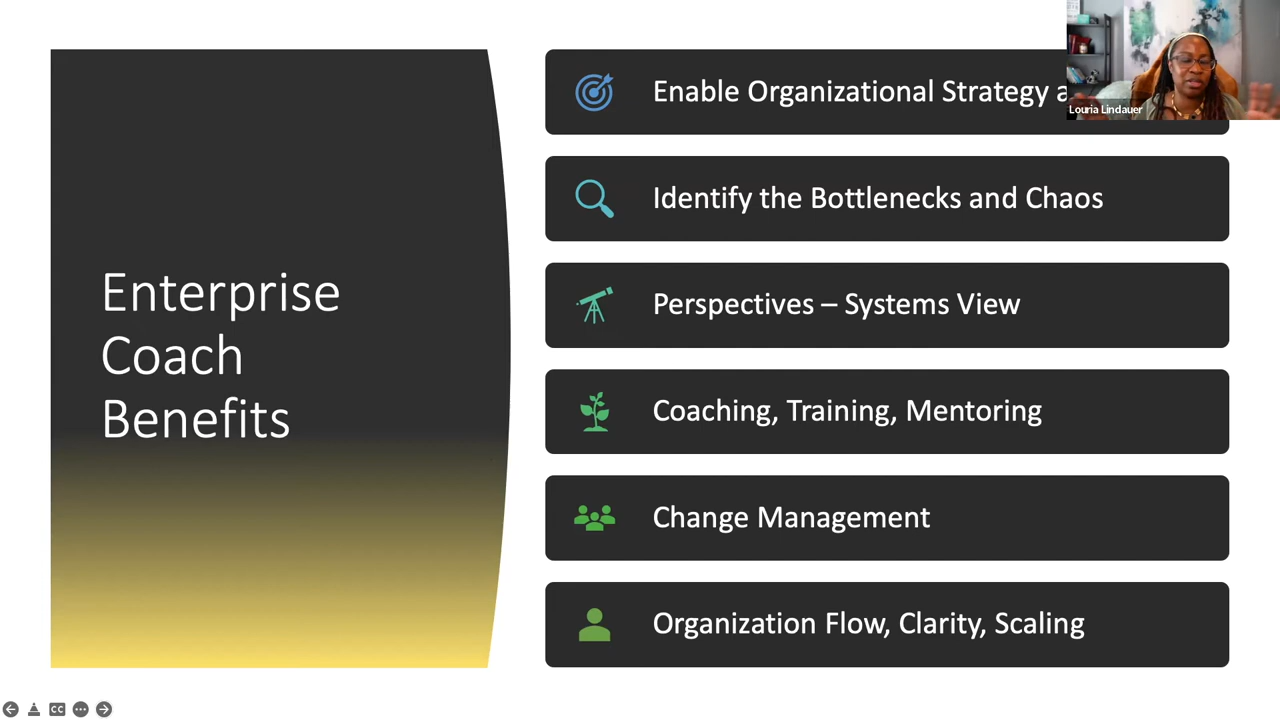 Enterprise
Coach
Benefits
Enable Organizational Strategy
Louria Lindauer
Identify the Bottlenecks and Chaos
Perspectives – Systems View
Coaching, Training, Mentoring
Change Management
Organization Flow, Clarity, Scaling
CC